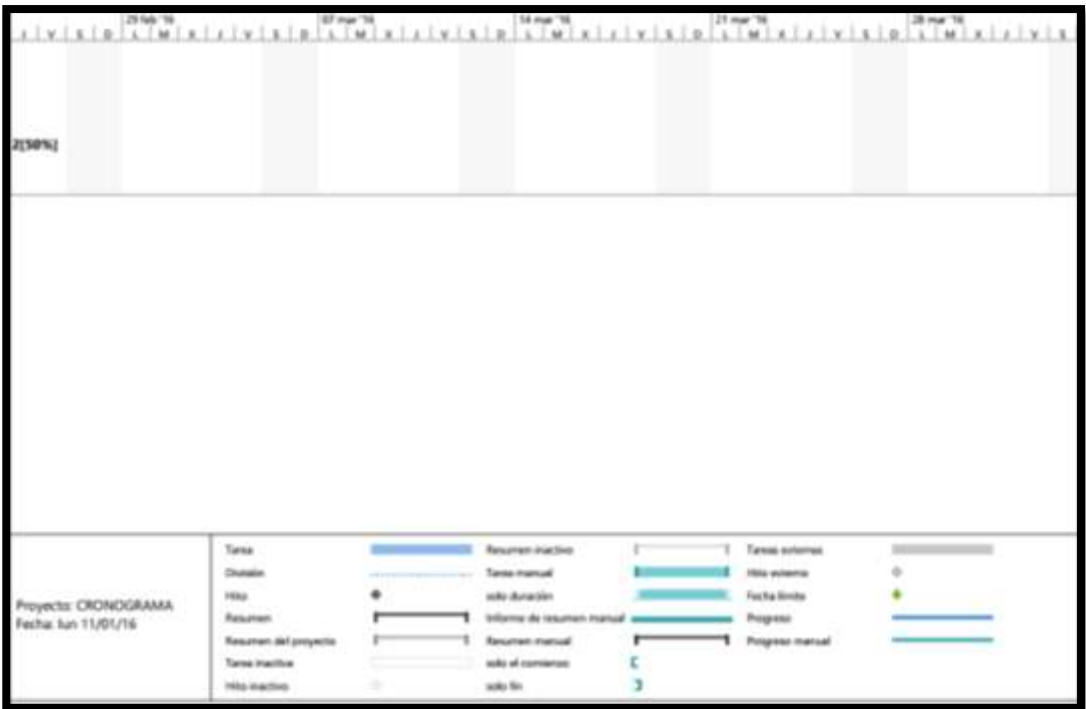 29 feb '16 07 mar '16 14 mar '16 21 mar '16 28 mar '16
J V S D L M X J V S D L M X J V S D L M X J V S D L M X J V S D L M X J V S
2[50%]
Tarea Resumen inactivo Tareas externas
División Tarea manual Hito externo
Hito solo duración Fecha límite
Proyecto: CRONOGRAMA
Fecha: lun 11/01/16
Resumen Informe de resumen manual Progreso
Resumen del proyecto Resumen manual Progreso manual
Tarea inactiva solo el comienzo
Hito inactivo solo fin